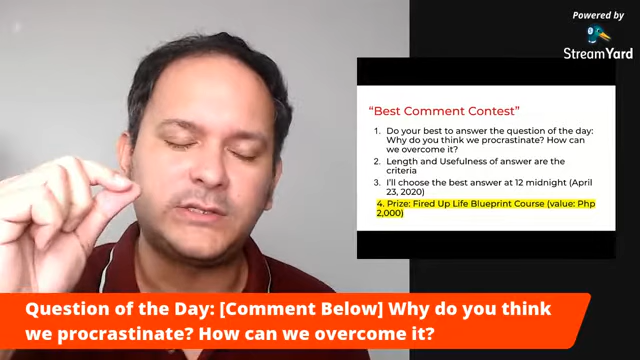 Powered by
StreamYard
“Best Comment Contest”
1. Do your best to answer the question of the day:
Why do you think we procrastinate? How can
we overcome it?
2. Length and Usefulness of answer are the
criteria
3. I’ll choose the best answer at 12 midnight (April
23, 2020)
4. Prize: Fired Up Life Blueprint Course (value: Php
2,000)
Question of the Day: [Comment Below] Why do you think
we procrastinate? How can we overcome it?